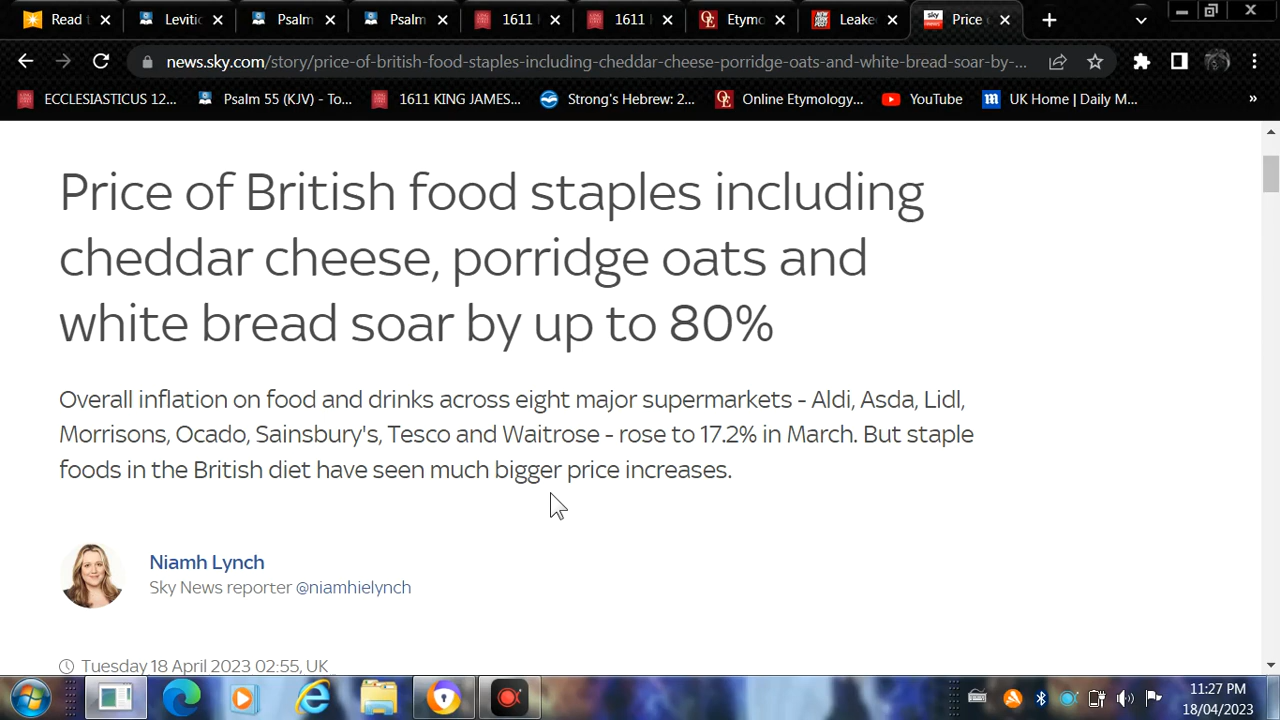 Read t
Levitic
Psalm
Psalm
1611
1611
Etymo
Leake
sky
Price o
news.sky.com/story/price-of-british-food-staples-including-cheddar-cheese-porridge-oats-and-white-bread-soar-by-...
ECCLESIASTICUS 12...
Psalm 55 (KJV) - To...
1611 KING JAMES...
Strong's Hebrew: 2...
Online Etymology...
YouTube
UK Home | Daily M...
»
Price of British food staples including
cheddar cheese, porridge oats and
white bread soar by up to 80%
Overall inflation on food and drinks across eight major supermarkets - Aldi, Asda, Lidl,
Morrisons, Ocado, Sainsbury's, Tesco and Waitrose - rose to 17.2% in March. But staple
foods in the British diet have seen much bigger price increases.
Niamh Lynch
Sky News reporter @niamhielynch
Tuesday 18 April 2023 02:55, UK
11:27 PM
18/04/2023